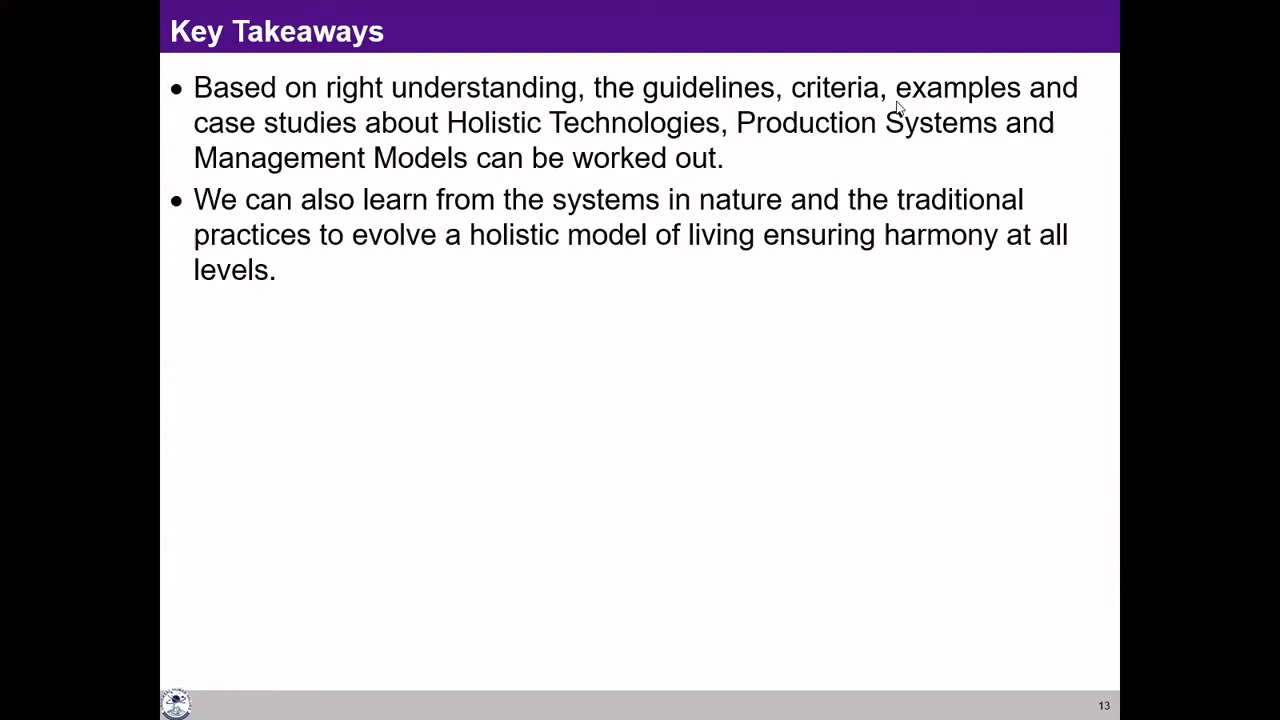 Key Takeaways
• Based on right understanding, the guidelines, criteria, examples and
case studies about Holistic Technologies, Production Systems and
Management Models can be worked out.
• We can also learn from the systems in nature and the traditional
practices to evolve a holistic model of living ensuring harmony at all
levels.
13